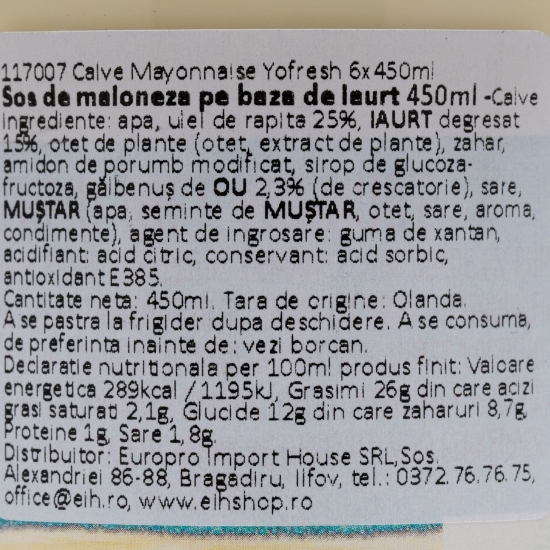 117007 Calve Mayonnaise Yofresh 6x450ml
Sos de maioneza pe baza de iaurt 450ml -Calve
Ingrediente: apa, ulei de rapita 25%, IAURT degresat
15%, otet de plante (otet, extract de plante), zahar,
amidon de porumb modificat, sirop de glucoza-
fructoza, gălbenuș de OU 2,3% (de crescatorie), sare,
MUȘTAR (apa, seminte de MUȘTAR, otet, sare, aroma,
condimente), agent de ingrosare: guma de xantan,
acidifiant: acid citric, conservant: acid sorbic,
antioxidant E385.
Cantitate neta: 450ml. Tara de origine: Olanda.
A se pastra la frigider dupa deschidere. A se consuma,
de preferinta inainte de: vezi borcan.
Declaratie nutritionala per 100ml produs finit: Valoare
energetica 289kcal /1195kJ, Grasimi 26g din care acizi
grasi saturati 2,1g, Glucide 12g din care zaharuri 8,7g,
Proteine 1g, Sare 1,8g.
Distribuitor: Europro Import House SRL,Sos.
Alexandriei 86-88, Bragadiru, Ilfov, tel.: 0372.76.76.75,
office@eih.ro, www.eihshop.ro